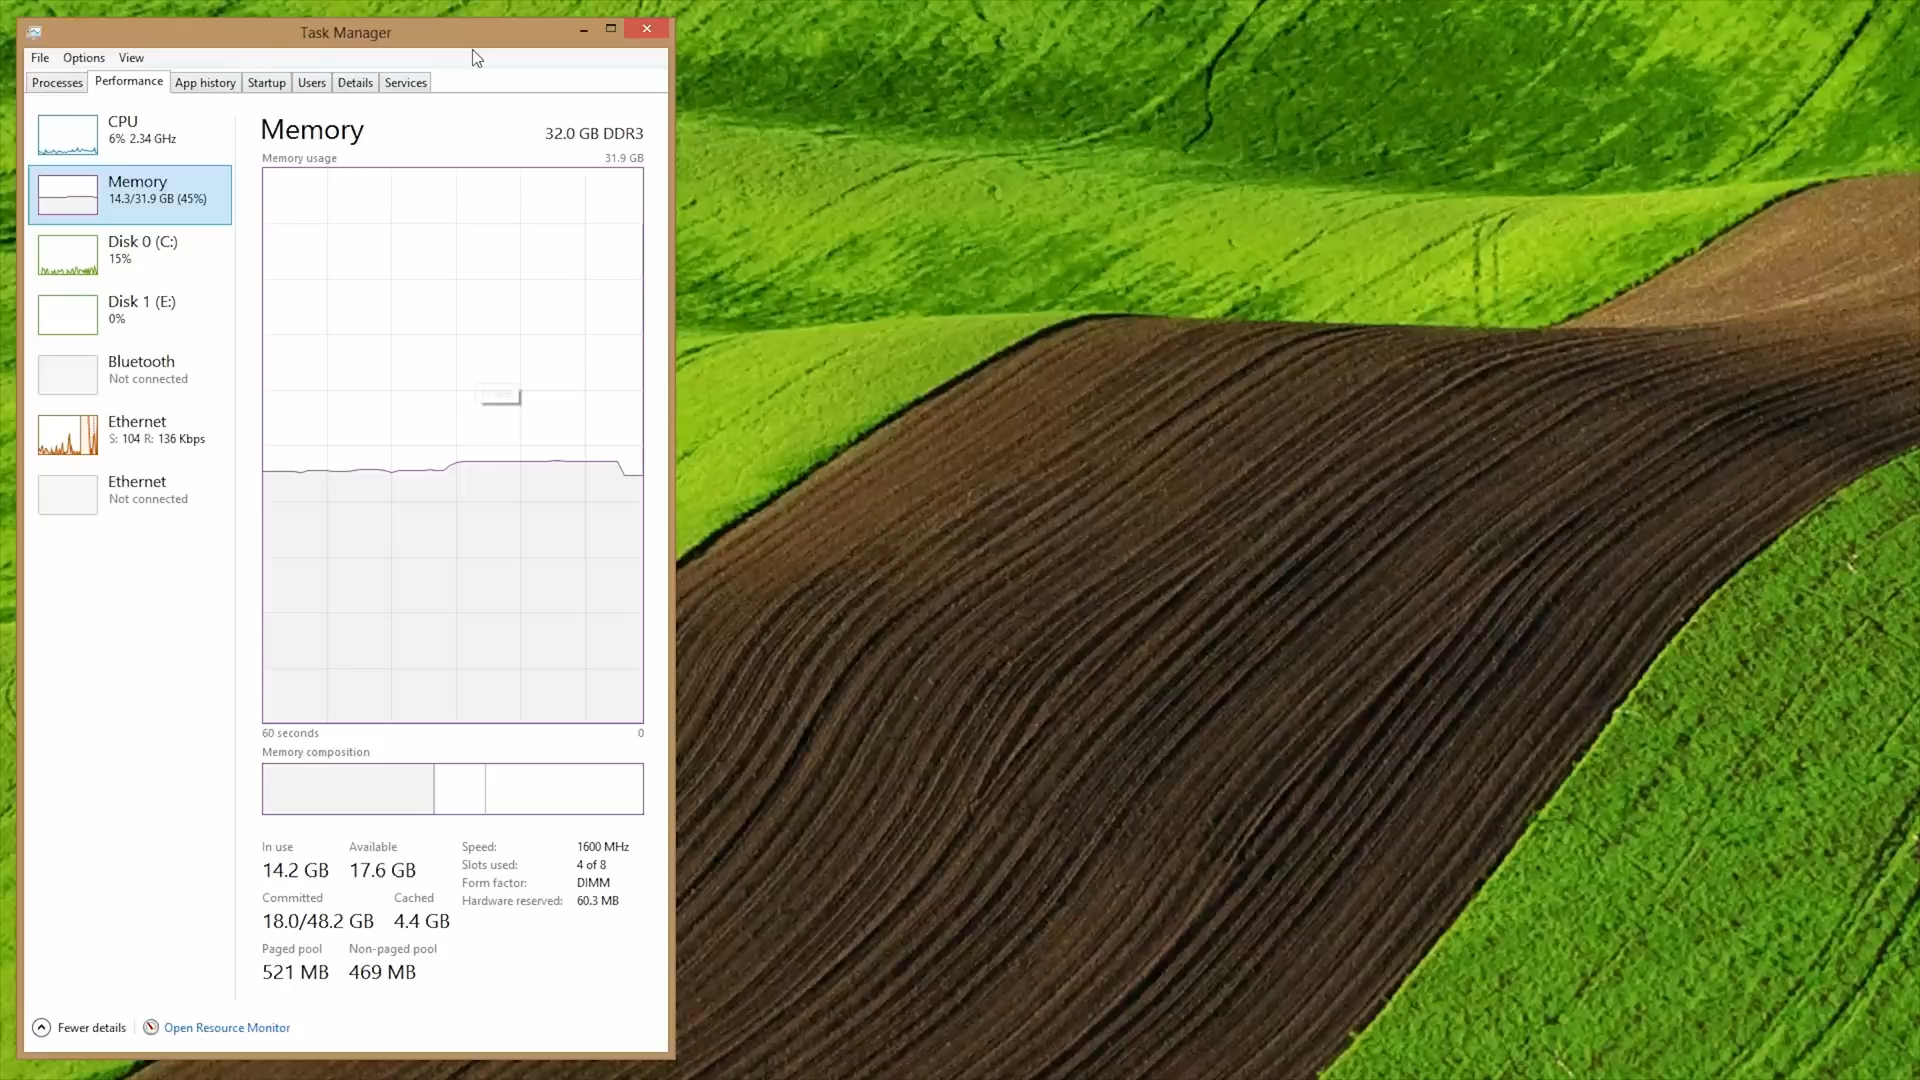 Task Manager
File Options View
Processes Performance App history Startup Users Details Services
CPU
6% 2.34 GHz
Memory
14.3/31.9 GB (45%)
Disk 0 (C:)
15%
Disk 1 (E:)
0%
Bluetooth
Not connected
Ethernet
S: 104 R: 136 Kbps
Ethernet
Not connected
Memory 32.0 GB DDR3
Memory usage 31.9 GB
60 seconds 0
Memory composition
In use Available
14.2 GB 17.6 GB
Committed Cached
18.0/48.2 GB 4.4 GB
Paged pool Non-paged pool
521 MB 469 MB
Speed: 1600 MHz
Slots used: 4 of 8
Form factor: DIMM
Hardware reserved: 60.3 MB
Fewer details Open Resource Monitor